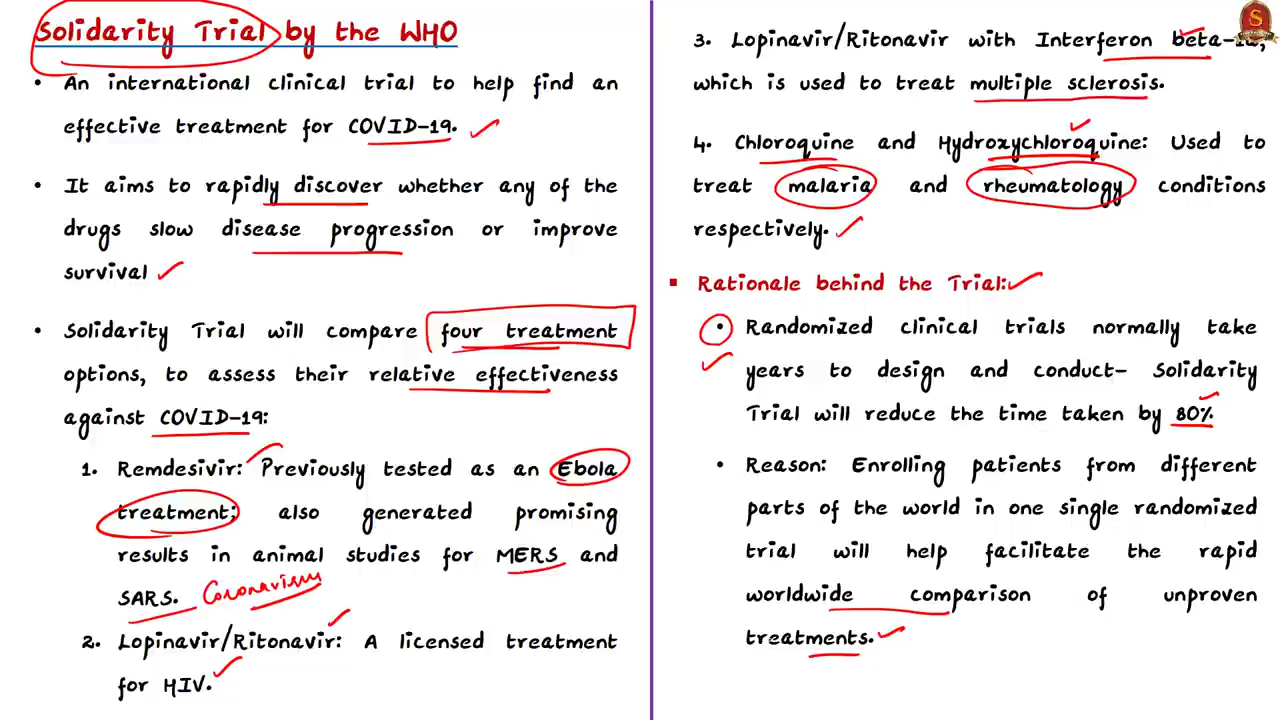 Solidarity Trial by the WHO
• An international clinical trial to help find an
effective treatment for COVID-19.
• It aims to rapidly discover whether any of the
drugs slow disease progression or improve
survival
• Solidarity Trial will compare four treatment
options, to assess their relative effectiveness
against COVID-19:
1. Remdesivir: Previously tested as an Ebola
treatment; also generated promising
results in animal studies for MERS and
SARS. Coronavirus
2. Lopinavir/Ritonavir: A licensed treatment
for HIV.
3. Lopinavir/Ritonavir with Interferon
which is used to treat multiple sclerosis.
4. Chloroquine and Hydroxychloroquine: Used to
treat malaria and rheumatology conditions
respectively.
▪ Rationale behind the Trial:
• Randomized clinical trials normally take
years to design and conduct- Solidarity
Trial will reduce the time taken by 80%.
• Reason: Enrolling patients from different
parts of the world in one single randomized
trial will help facilitate the rapid
worldwide comparison of unproven
treatments.